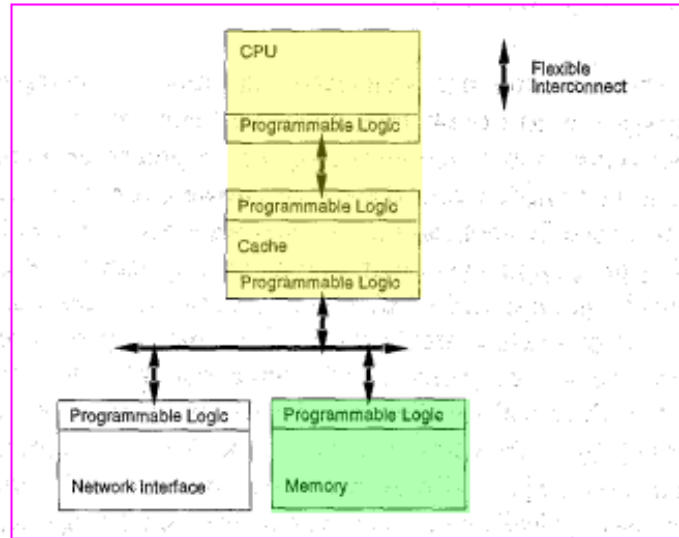 CPU
Flexible
Interconnect
Programmable Logic
Programmable Logic
Cache
Programmable Logic
Programmable Logic
Programmable Logic
Network Interface
Memory